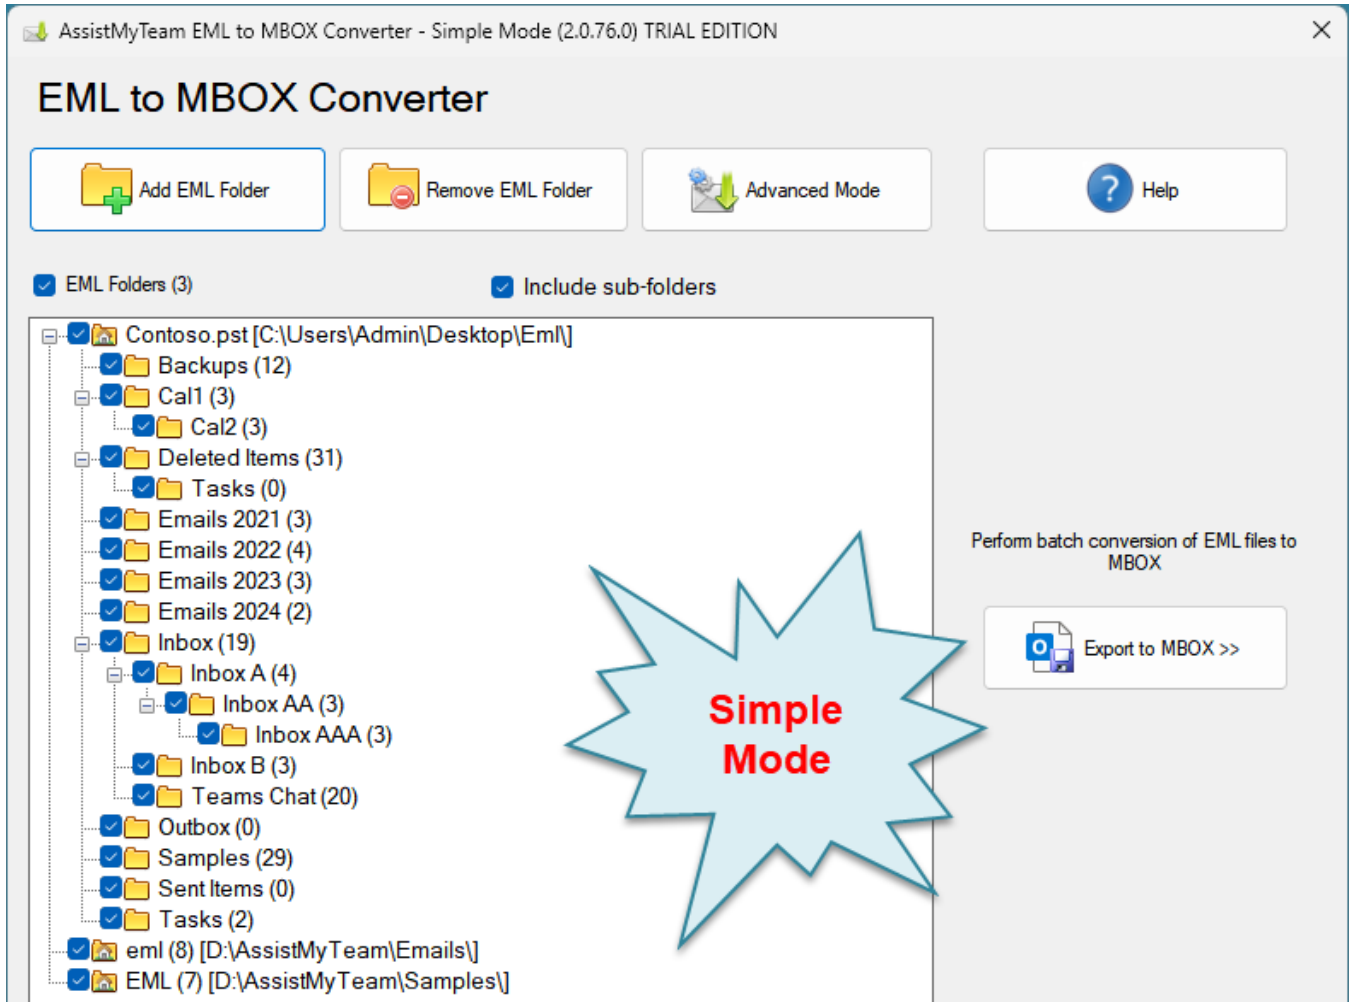 AssistMyTeam EML to MBOX Converter - Simple Mode (2.0.76.0) TRIAL EDITION
EML to MBOX Converter
Add EML Folder
Remove EML Folder
Advanced Mode
Help
EML Folders (3)
Include sub-folders
Contoso.pst [C:\Users\Admin\Desktop\Eml\]
Backups (12)
Cal1 (3)
Cal2 (3)
Deleted Items (31)
Tasks (0)
Emails 2021 (3)
Emails 2022 (4)
Emails 2023 (3)
Emails 2024 (2)
Inbox (19)
Inbox A (4)
Inbox AA (3)
Inbox AAA (3)
Inbox B (3)
Teams Chat (20)
Outbox (0)
Samples (29)
Sent Items (0)
Tasks (2)
eml (8) [D:\AssistMyTeam\Emails\]
EML (7) [D:\AssistMyTeam\Samples\]
Simple
Mode
Perform batch conversion of EML files to
MBOX
Export to MBOX >>